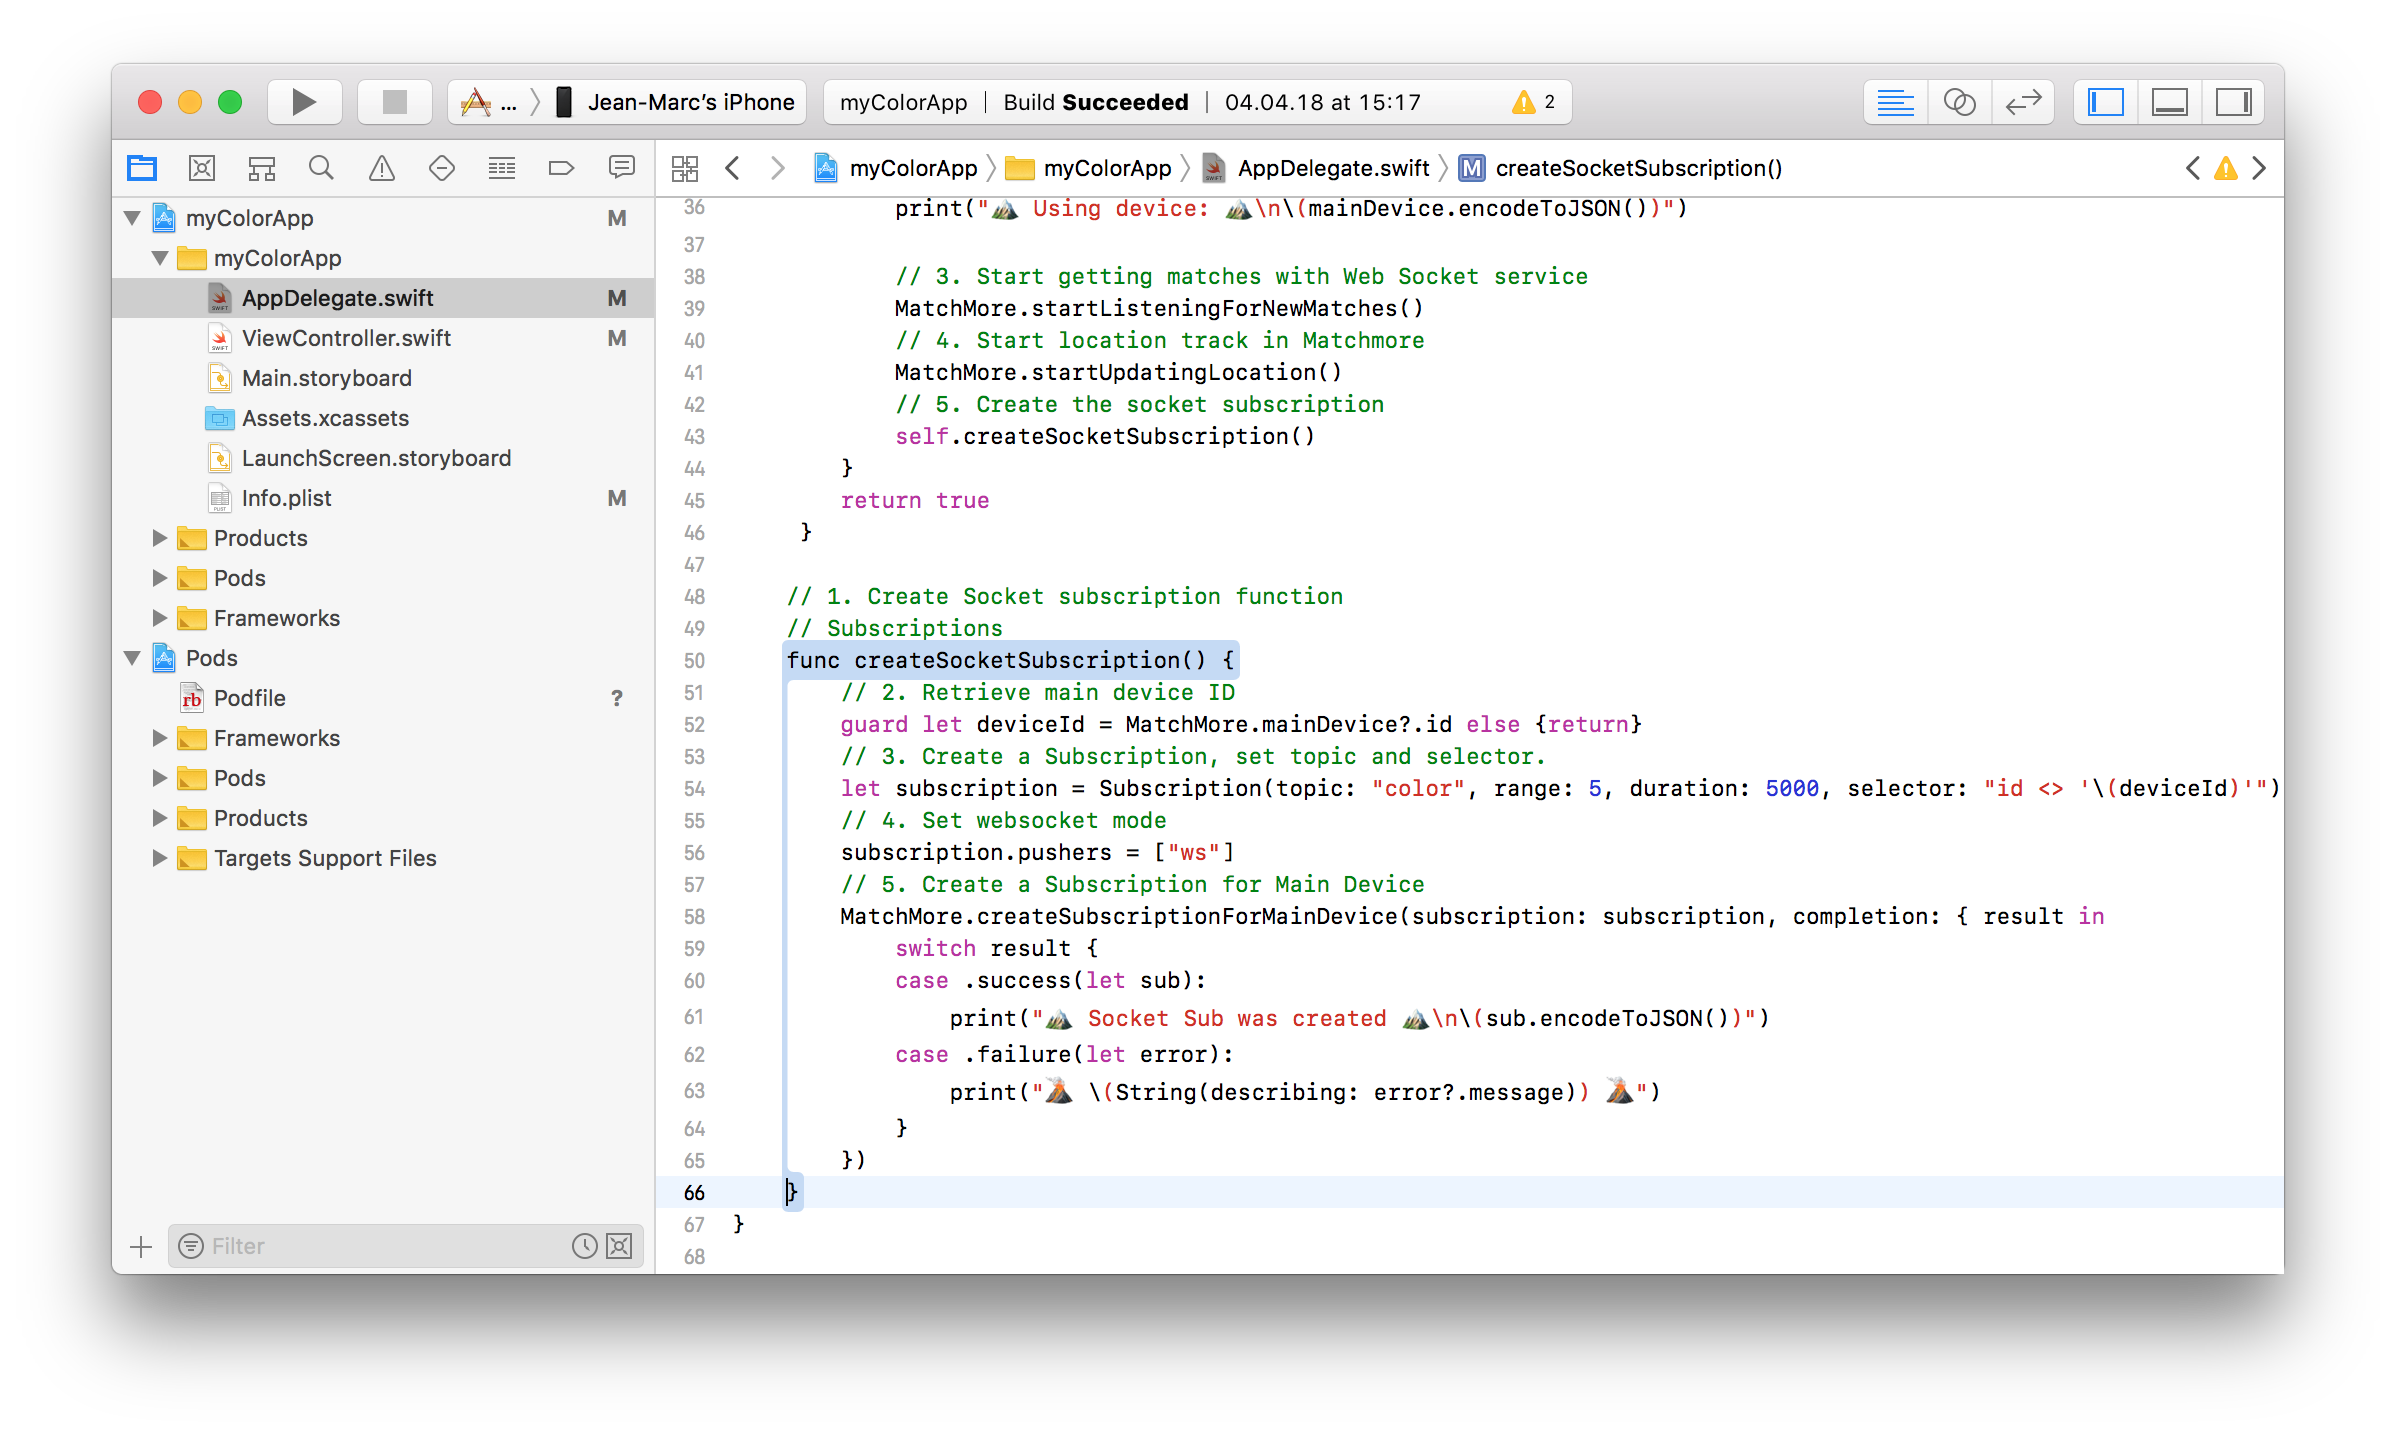 ... Jean-Marc’s iPhone
myColorApp | Build Succeeded | 04.04.18 at 15:17 2
myColorApp myColorApp AppDelegate.swift M createSocketSubscription()
myColorApp M
myColorApp
AppDelegate.swift M
ViewController.swift M
Main.storyboard
Assets.xcassets
LaunchScreen.storyboard
Info.plist M
Products
Pods
Frameworks
Pods
rb Podfile ?
Frameworks
Pods
Products
Targets Support Files
Filter
36 print("🏔 Using device: 🏔\n\(mainDevice.encodeToJSON())")
37
38 // 3. Start getting matches with Web Socket service
39 MatchMore.startListeningForNewMatches()
40 // 4. Start location track in Matchmore
41 MatchMore.startUpdatingLocation()
42 // 5. Create the socket subscription
43 self.createSocketSubscription()
44 }
45 return true
46 }
47
48 // 1. Create Socket subscription function
49 // Subscriptions
50 func createSocketSubscription() {
51 // 2. Retrieve main device ID
52 guard let deviceId = MatchMore.mainDevice?.id else {return}
53 // 3. Create a Subscription, set topic and selector.
54 let subscription = Subscription(topic: "color", range: 5, duration: 5000, selector: "id <> '\(deviceId)'")
55 // 4. Set websocket mode
56 subscription.pushers = ["ws"]
57 // 5. Create a Subscription for Main Device
58 MatchMore.createSubscriptionForMainDevice(subscription: subscription, completion: { result in
59 switch result {
60 case .success(let sub):
61 print("🏔 Socket Sub was created 🏔\n\(sub.encodeToJSON())")
62 case .failure(let error):
63 print("🌋 \(String(describing: error?.message)) 🌋")
64 }
65 })
66 }
67 }
68